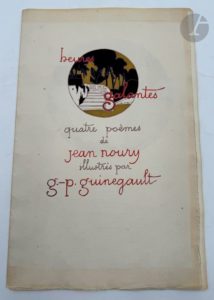 heures
galantes
quatre poèmes
de
jean noury
illustrés par
g-p. guinegault